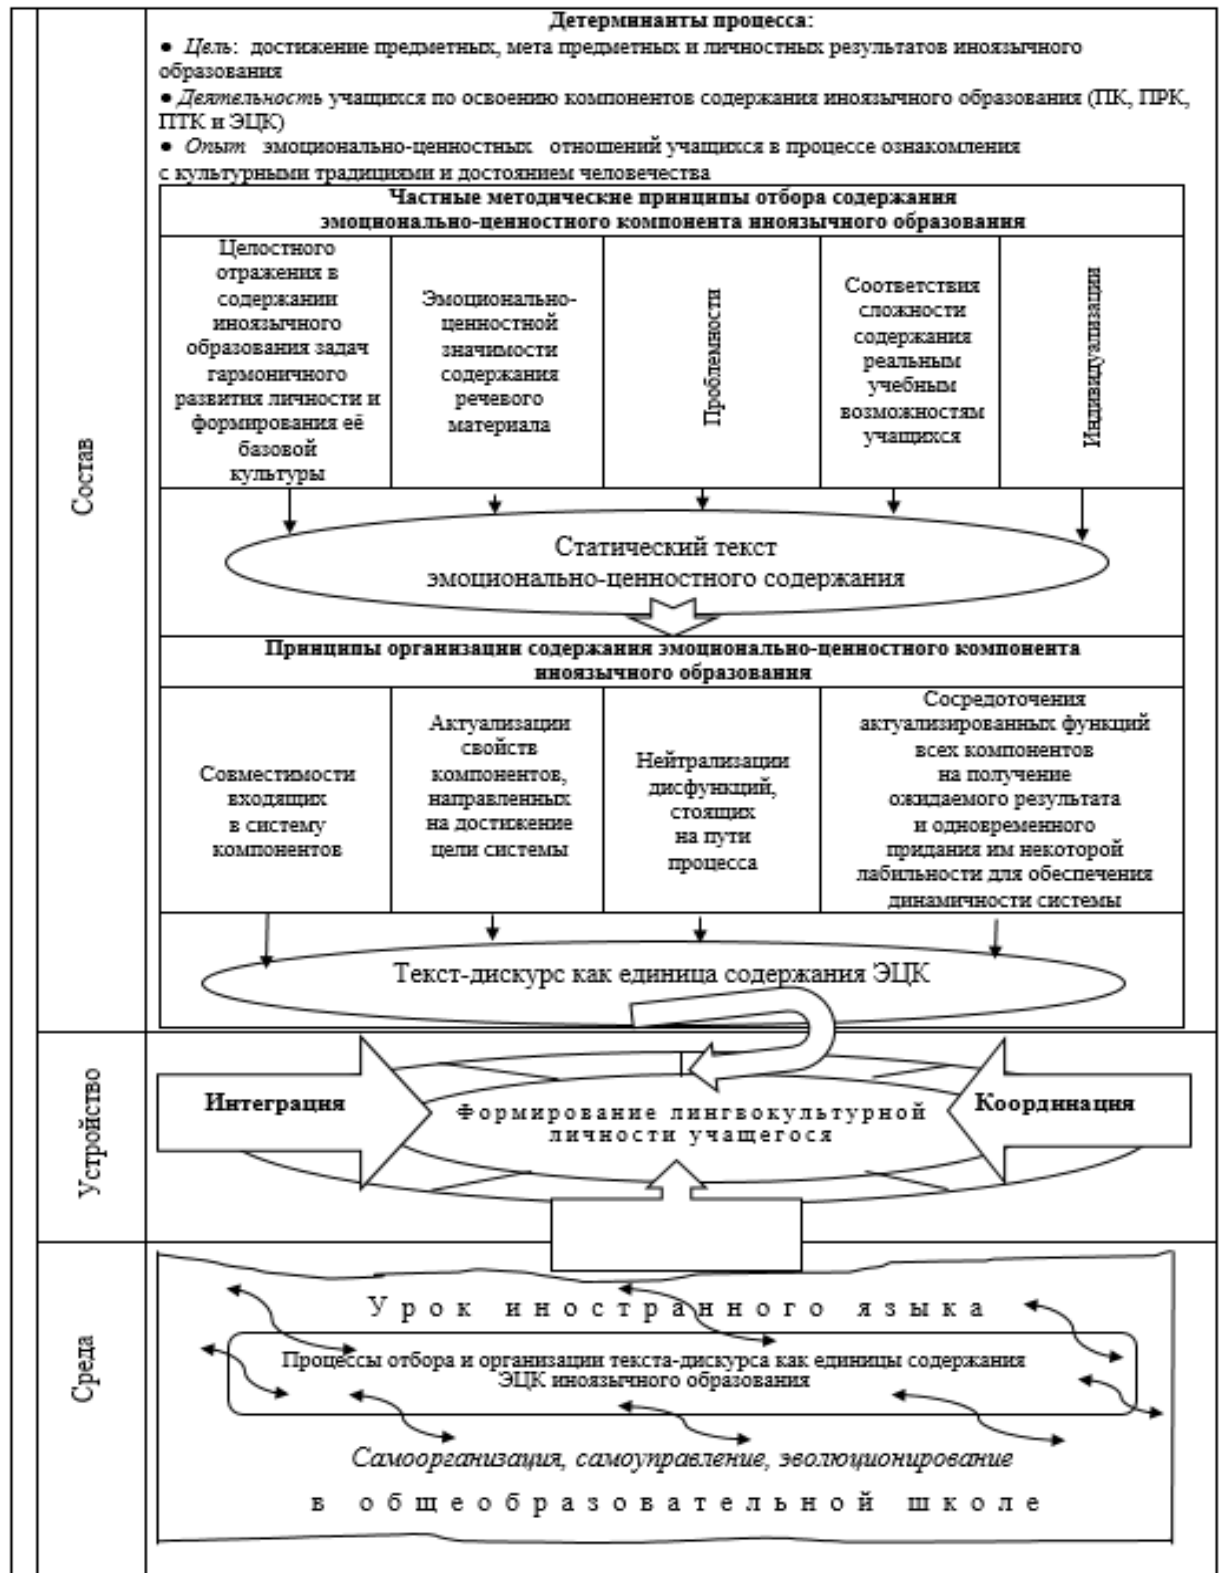 Детерминанты процесса:
● Цель: достижение предметных, мета предметных и личностных результатов иноязычного
образования
● Деятельность учащихся по освоению компонентов содержания иноязычного образования (ПК, ПРК,
ПТК и ЭЦК)
● Опыт эмоционально-ценностных отношений учащихся в процессе ознакомления
с культурными традициями и достоянием человечества
Состав
Частные методические принципы отбора содержания
эмоционально-ценностного компонента иноязычного образования
Целостного
отражения в
содержании
иноязычного
образования задач
гармоничного
развития личности и
формирования её
базовой
культуры
Эмоционально-
ценностной
значимости
содержания
речевого
материала
Проблемности
Соответствия
сложности
содержания
реальным
учебным
возможностям
учащихся
Индивидуализации
Статический текст
эмоционально-ценностного содержания
Принципы организации содержания эмоционально-ценностного компонента
иноязычного образования
Совместимости
входящих
в систему
компонентов
Актуализации
свойств
компонентов,
направленных
на достижение
цели системы
Нейтрализации
дисфункций,
стоящих
на пути
процесса
Сосредоточения
актуализированных функций
всех компонентов
на получение
ожидаемого результата
и одновременного
придания им некоторой
лабильности для обеспечения
динамичности системы
Текст-дискурс как единица содержания ЭЦК
Устройство
Интеграция
Формирование лингвокультурной
личности учащегося
Координация
Среда
Урок иностранного языка
Процессы отбора и организации текста-дискурса как единицы содержания
ЭЦК иноязычного образования
Самоорганизация, самоуправление, эволюционирование
в общеобразовательной школе